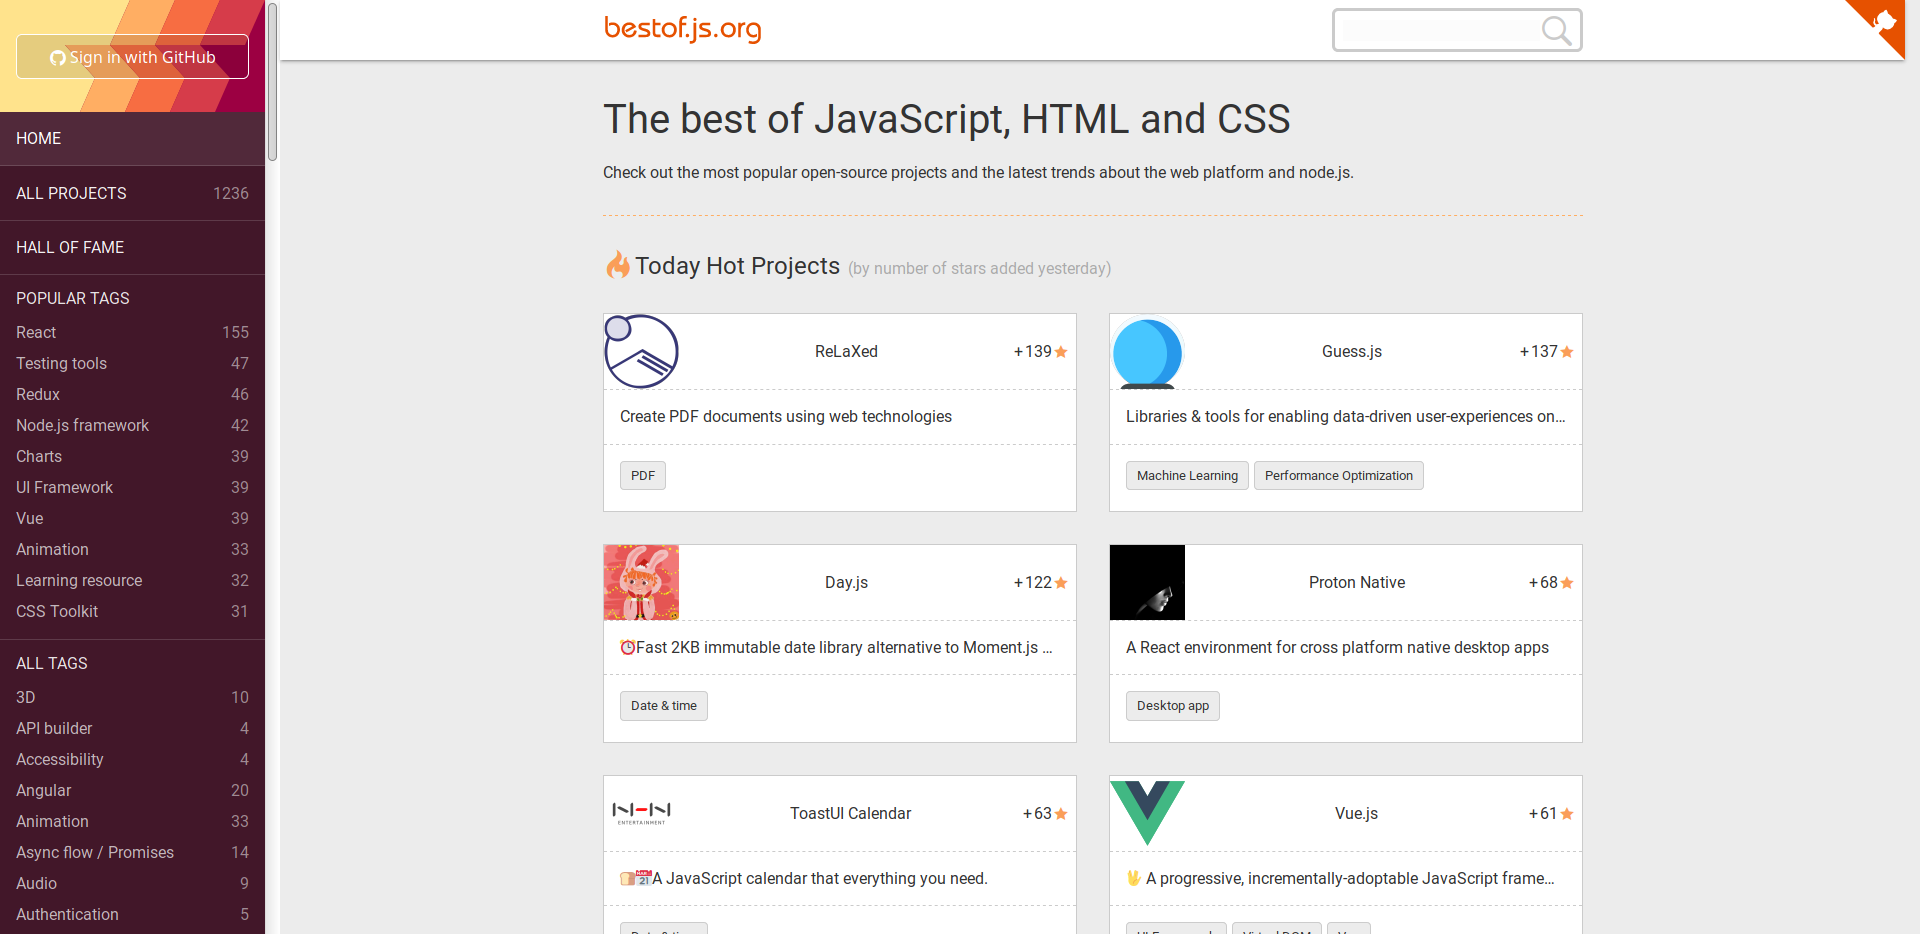 Sign in with GitHub
HOME
ALL PROJECTS 1236
HALL OF FAME
POPULAR TAGS
React 155
Testing tools 47
Redux 46
Node.js framework 42
Charts 39
UI Framework 39
Vue 39
Animation 33
Learning resource 32
CSS Toolkit 31
ALL TAGS
3D 10
API builder 4
Accessibility 4
Angular 20
Animation 33
Async flow / Promises 14
Audio 9
Authentication 5
bestof.js.org
The best of JavaScript, HTML and CSS
Check out the most popular open-source projects and the latest trends about the web platform and node.js.
Today Hot Projects (by number of stars added yesterday)
ReLaXed +139
Create PDF documents using web technologies
PDF
Guess.js +137
Libraries & tools for enabling data-driven user-experiences on...
Machine Learning Performance Optimization
Day.js +122
Fast 2KB immutable date library alternative to Moment.js ...
Date & time
Proton Native +68
A React environment for cross platform native desktop apps
Desktop app
NHN
ENTERTAINMENT
ToastUI Calendar +63
A JavaScript calendar that everything you need.
Vue.js +61
A progressive, incrementally-adoptable JavaScript frame...